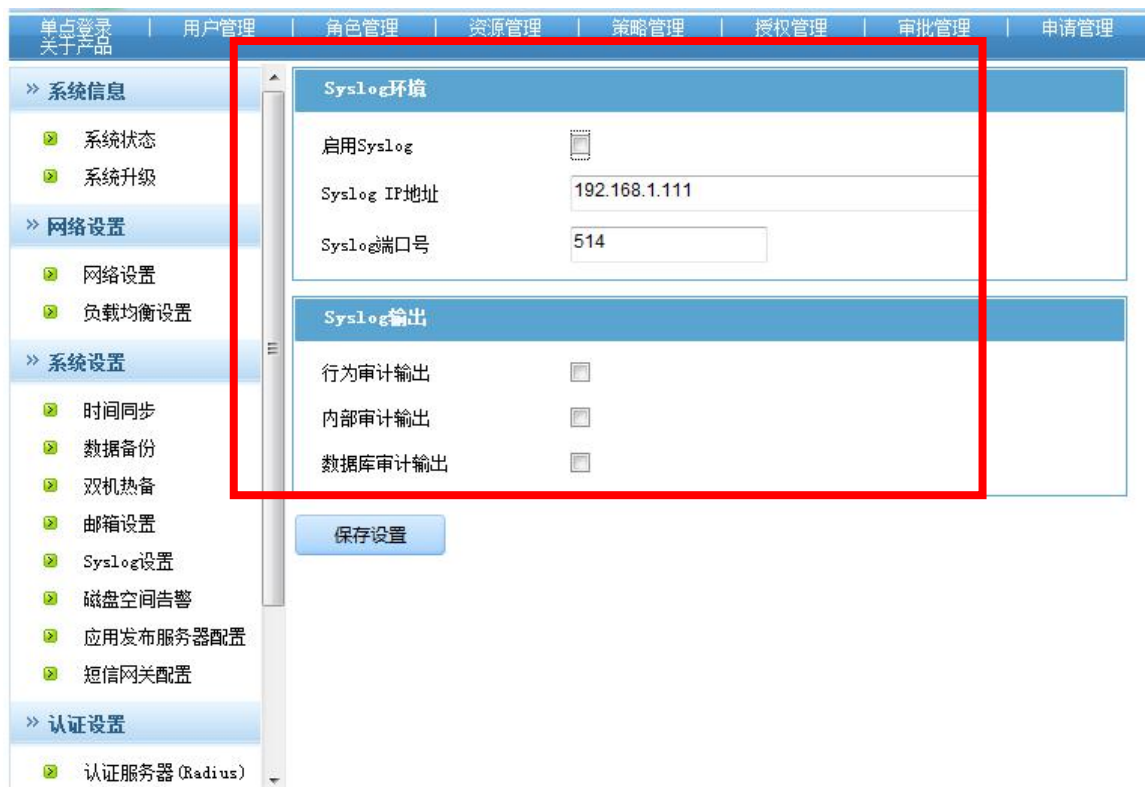 单点登录 | 用户管理 | 角色管理 | 资源管理 | 策略管理 | 授权管理 | 审批管理 | 申请管理
关于产品
» 系统信息
系统状态
系统升级
» 网络设置
网络设置
负载均衡设置
» 系统设置
时间同步
数据备份
双机热备
邮箱设置
Syslog设置
磁盘空间告警
应用发布服务器配置
短信网关配置
» 认证设置
认证服务器(Radius)
Syslog环境
启用Syslog
Syslog IP地址 192.168.1.111
Syslog端口号 514
Syslog输出
行为审计输出
内部审计输出
数据库审计输出
保存设置